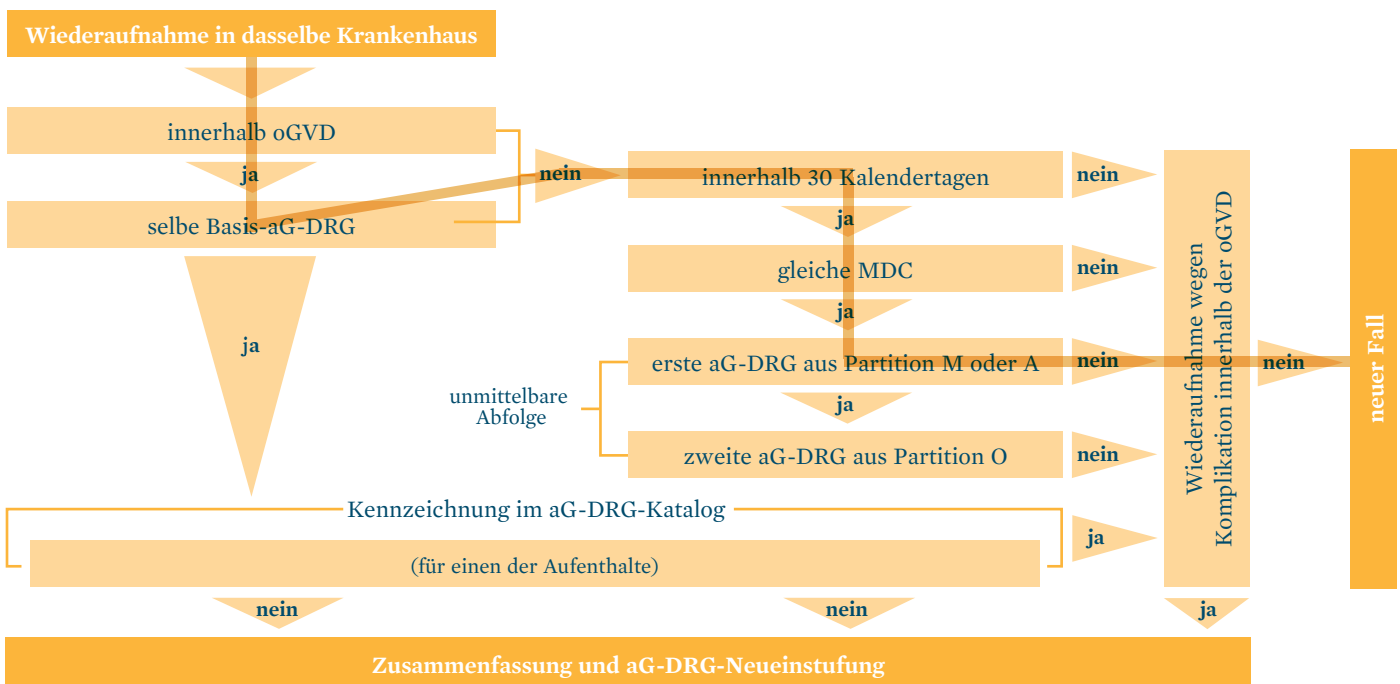 Wiederaufnahme in dasselbe Krankenhaus
innerhalb oGVD
ja
selbe Basis-aG-DRG
ja
nein
innerhalb 30 Kalendertagen
nein
ja
gleiche MDC
nein
ja
erste aG-DRG aus Partition M oder A
nein
ja
unmittelbare
Abfolge
zweite aG-DRG aus Partition O
nein
Kennzeichnung im aG-DRG-Katalog
(für einen der Aufenthalte)
ja
nein
nein
Wiederaufnahme wegen
Komplikation innerhalb der oGVD
nein
ja
neuer Fall
Zusammenfassung und aG-DRG-Neueinstufung